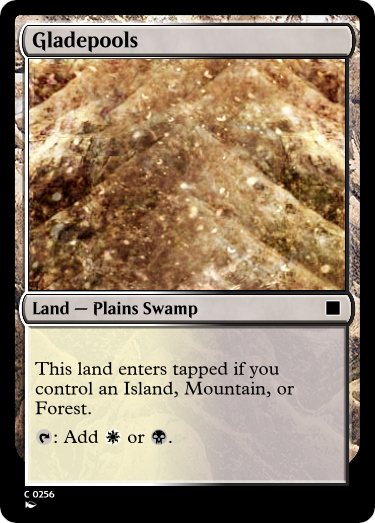 Gladepools
Land — Plains Swamp
This land enters tapped if you
control an Island, Mountain, or
Forest.
: Add or .
C 0256